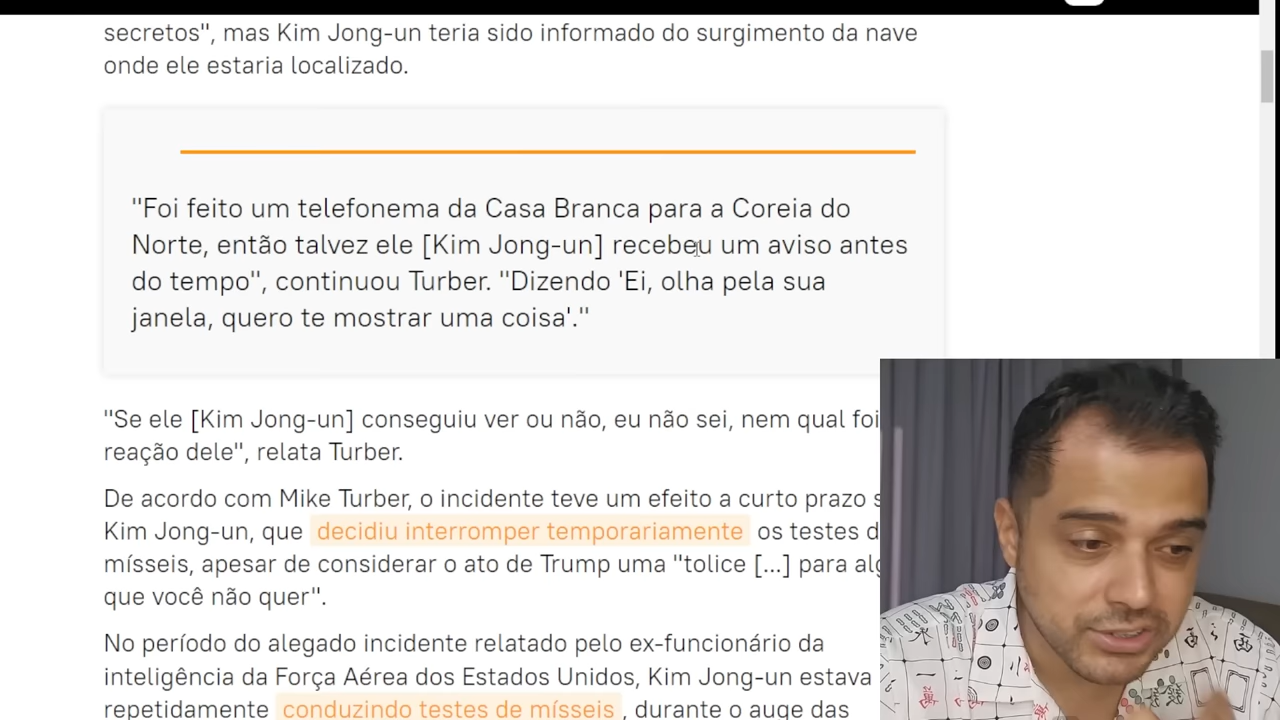 secretos", mas Kim Jong-un teria sido informado do surgimento da nave
onde ele estaria localizado.
"Foi feito um telefonema da Casa Branca para a Coreia do
Norte, então talvez ele [Kim Jong-un] recebeu um aviso antes
do tempo", continuou Turber. "Dizendo 'Ei, olha pela sua
janela, quero te mostrar uma coisa'."
"Se ele [Kim Jong-un] conseguiu ver ou não, eu não sei, nem qual foi
reação dele", relata Turber.
De acordo com Mike Turber, o incidente teve um efeito a curto prazo
Kim Jong-un, que decidiu interromper temporariamente os testes
mísseis, apesar de considerar o ato de Trump uma "tolice [...] para
que você não quer".
No período do alegado incidente relatado pelo ex-funcionário da
inteligência da Força Aérea dos Estados Unidos, Kim Jong-un estava
repetidamente conduzindo testes de mísseis, durante o auge das